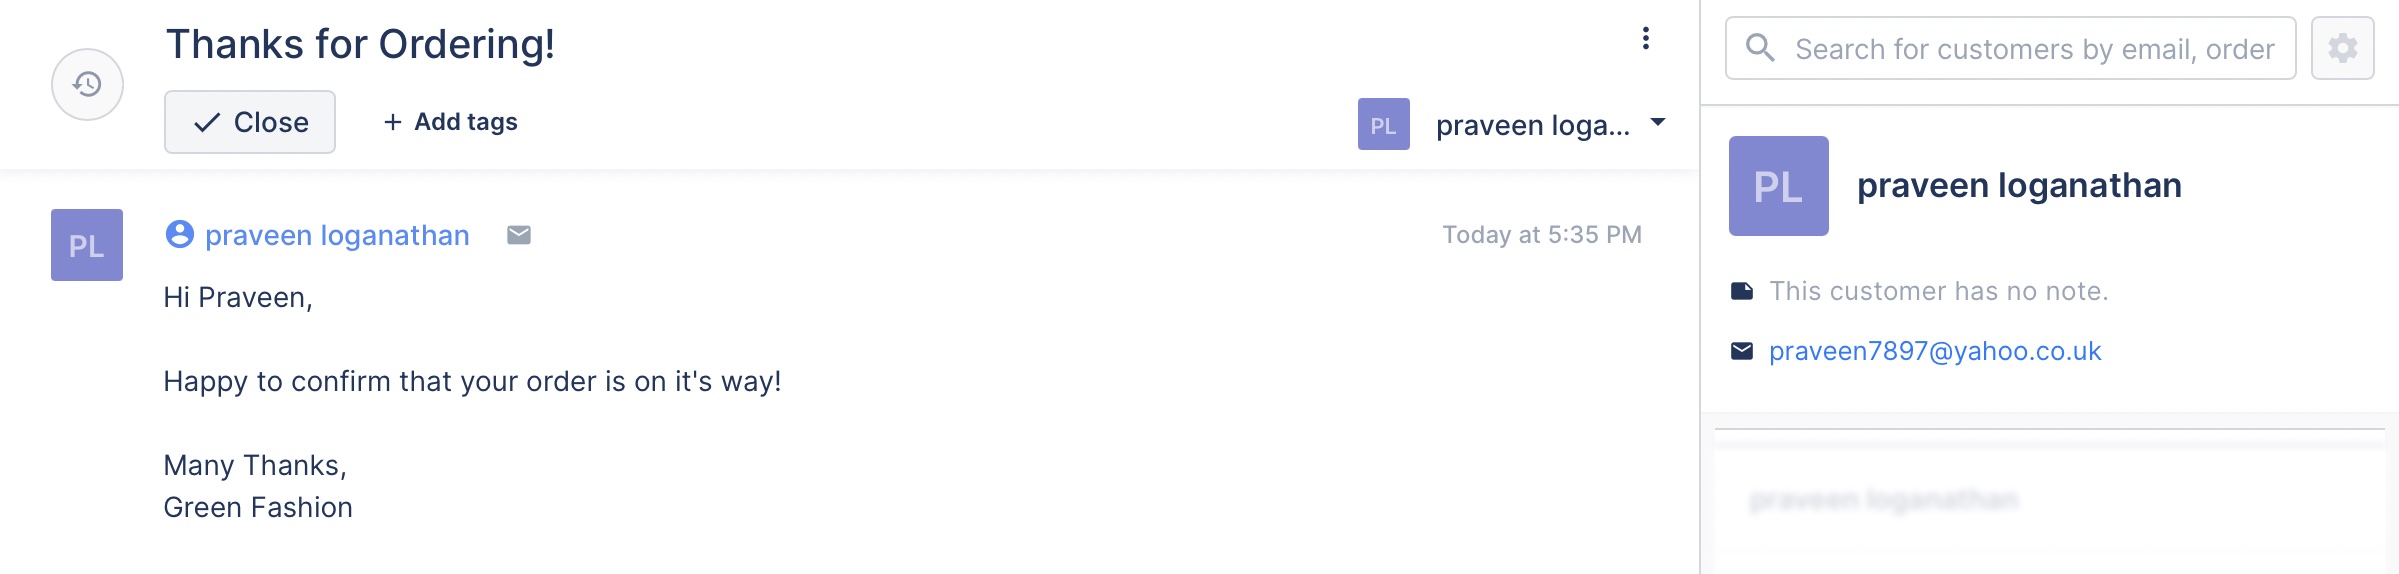 Thanks for Ordering!
Close
+ Add tags
PL
praveen loga...
PL
praveen loganathan
Today at 5:35 PM
Hi Praveen,
Happy to confirm that your order is on it's way!
Many Thanks,
Green Fashion
Search for customers by email, order
PL
praveen loganathan
This customer has no note.
praveen7897@yahoo.co.uk
praveen loganathan